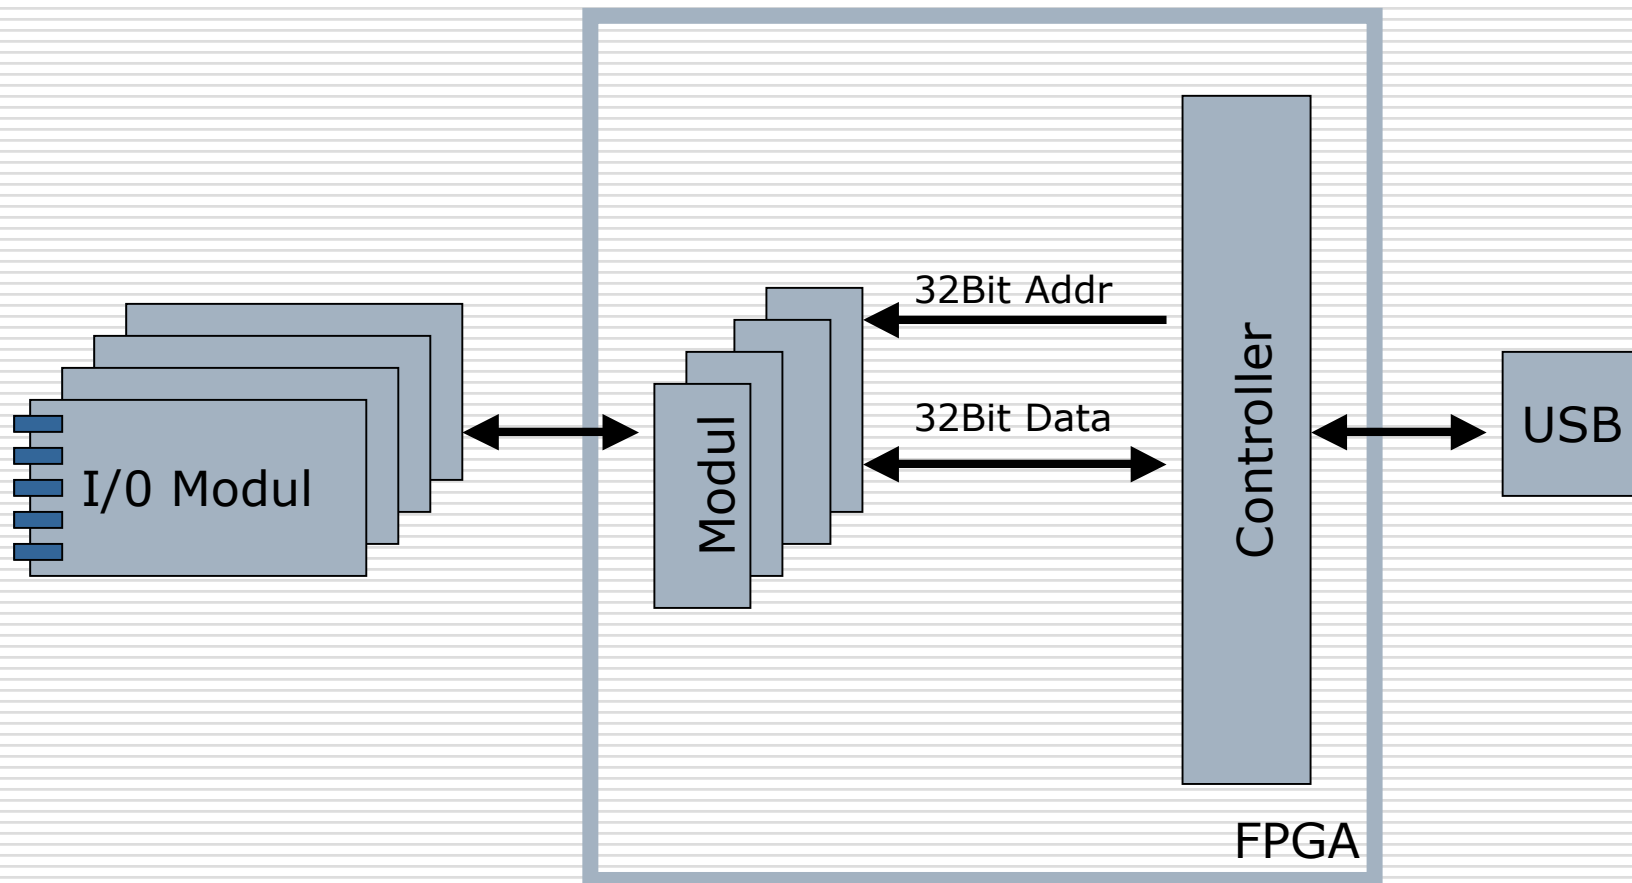 32Bit Addr
32Bit Data
I/0 Modul
Modul
Controller
USB
FPGA